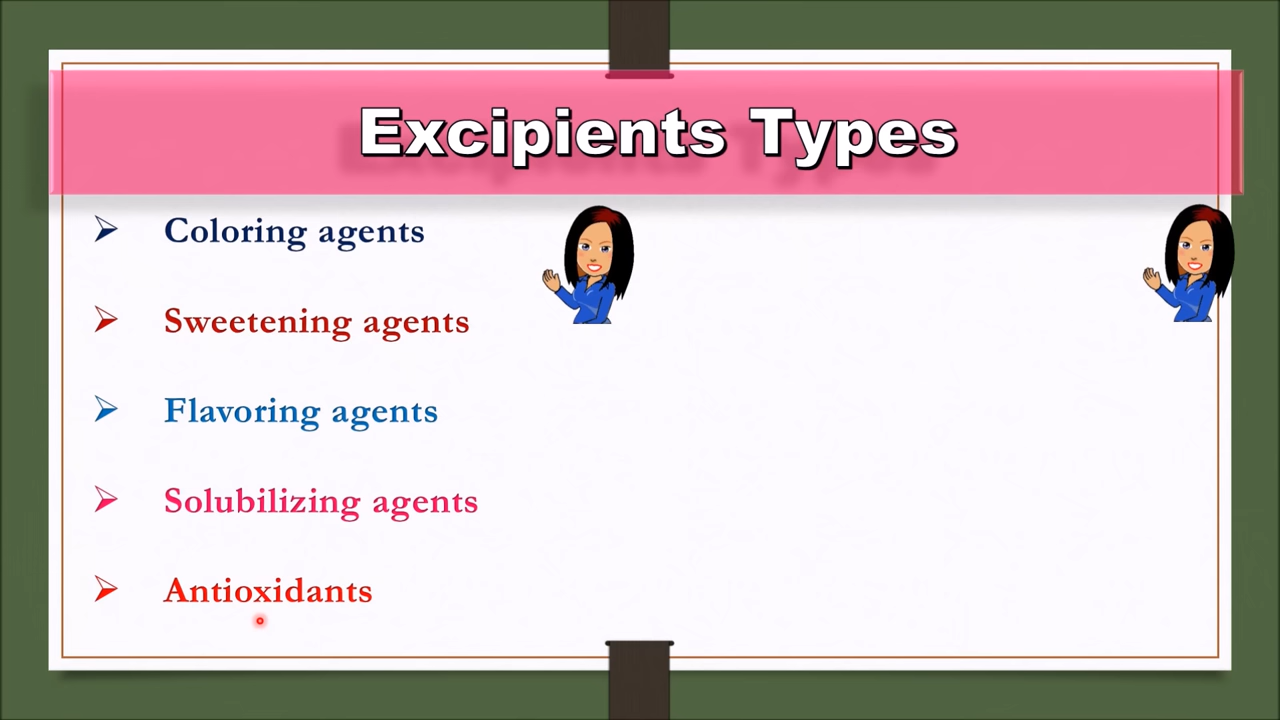 Excipients Types
Coloring agents
Sweetening agents
Flavoring agents
Solubilizing agents
Antioxidants